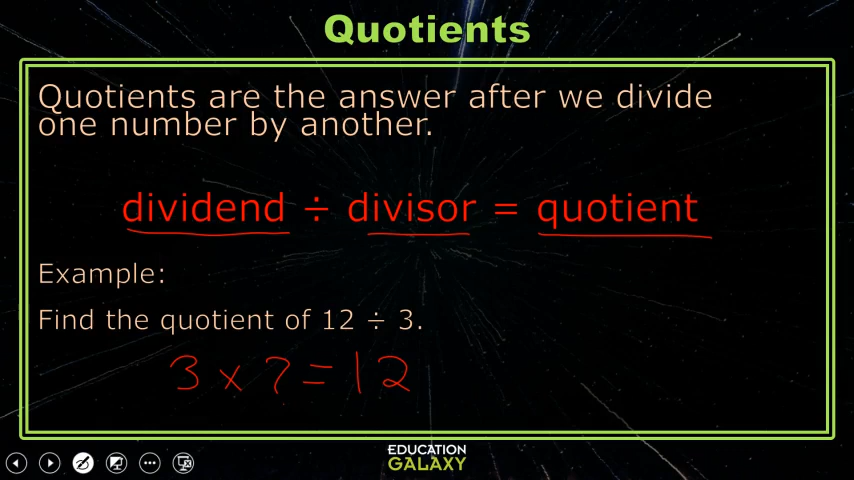 Quotients
Quotients are the answer after we divide
one number by another.
dividend ÷ divisor = quotient
Example:
Find the quotient of 12 ÷ 3.
3 x ? = 12
EDUCATION
GALAXY